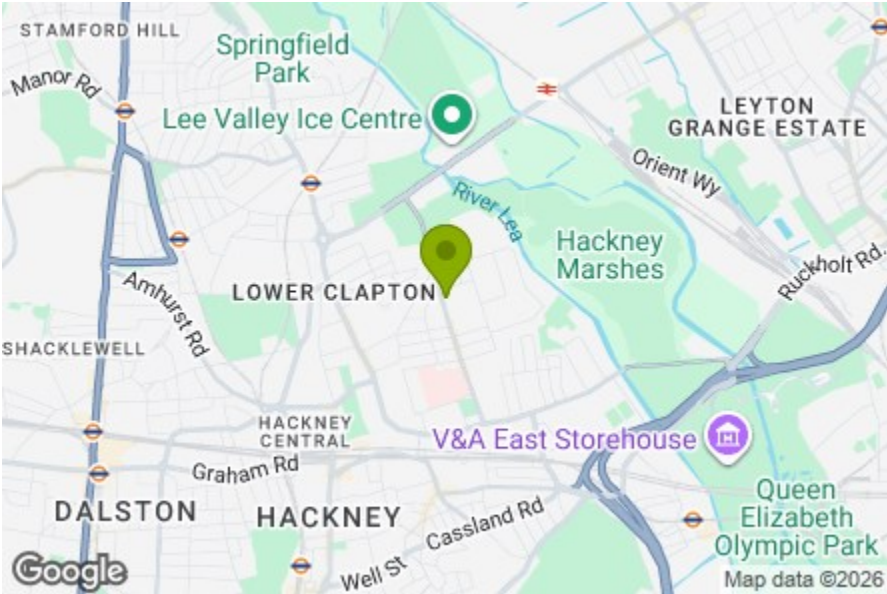 STAMFORD HILL
Springfield
Park
Manor Rd
Lee Valley Ice Centre
LEYTON
GRANGE ESTATE
Orient Wy
River Lea
Hackney
Marshes
Ruckholt Rd.
LOWER CLAPTON
Amhurst Rd
SHACKLEWELL
HACKNEY
CENTRAL
V&A East Storehouse
Graham Rd
DALSTON
HACKNEY
Cassland Rd
Queen
Elizabeth
Olympic Park
Well St
Google
Map data ©2026